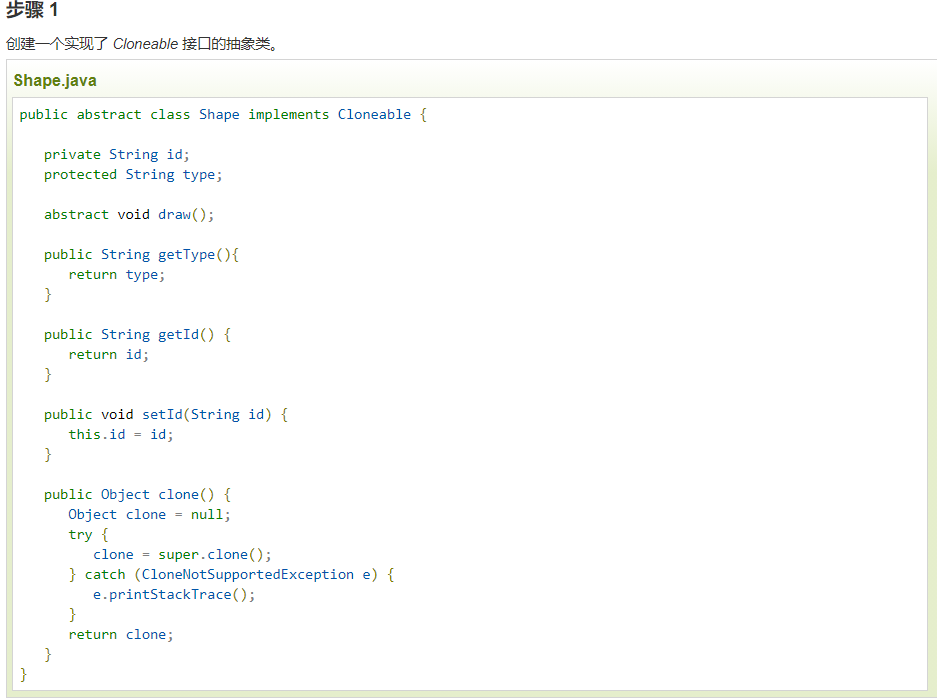 步骤 1
创建一个实现了 Cloneable 接口的抽象类。
Shape.java
public abstract class Shape implements Cloneable {
private String id;
protected String type;
abstract void draw();
public String getType(){
return type;
}
public String getId() {
return id;
}
public void setId(String id) {
this.id = id;
}
public Object clone() {
Object clone = null;
try {
clone = super.clone();
} catch (CloneNotSupportedException e) {
e.printStackTrace();
}
return clone;
}
}